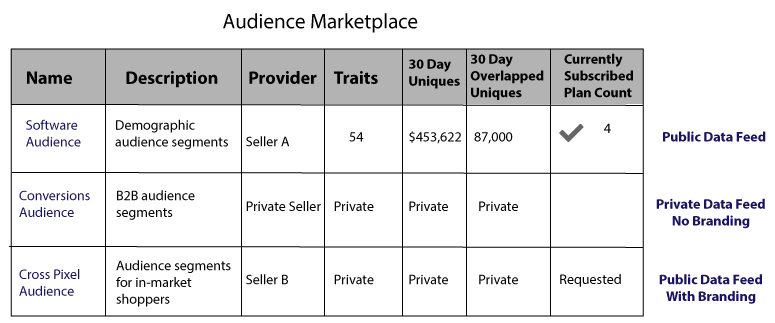 Audience Marketplace
Name
Description
Provider
Traits
30 Day
Uniques
30 Day
Overlapped
Uniques
Currently
Subscribed
Plan Count
Software
Audience
Demographic
audience segments
Seller A
54
$453,622
87,000
4
Public Data Feed
Conversions
Audience
B2B audience
segments
Private Seller
Private
Private
Private
Private Data Feed
No Branding
Cross Pixel
Audience
Audience segments
for in-market
shoppers
Seller B
Private
Private
Private
Requested
Public Data Feed
With Branding